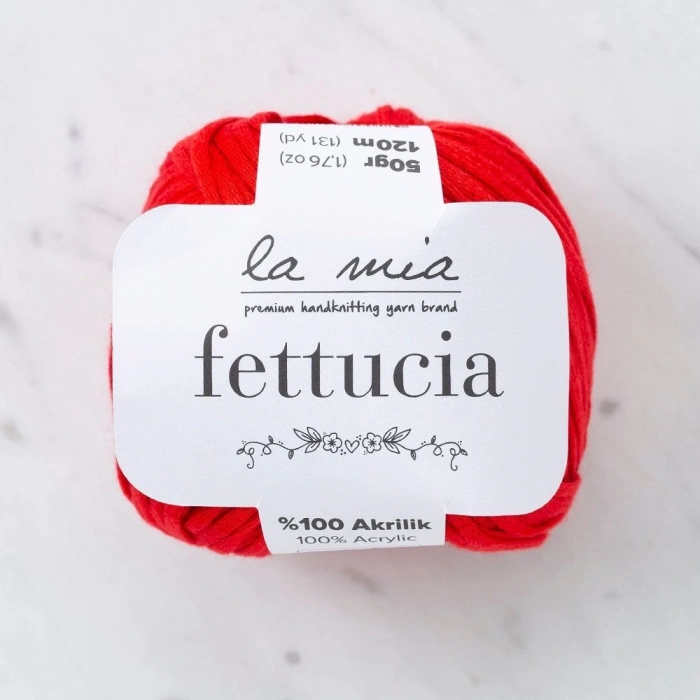 50gr (1,76 oz)
120m (131 yd)
la mia
premium handknitting yarn brand
fettucia
%100 Akrilik
100% Acrylic